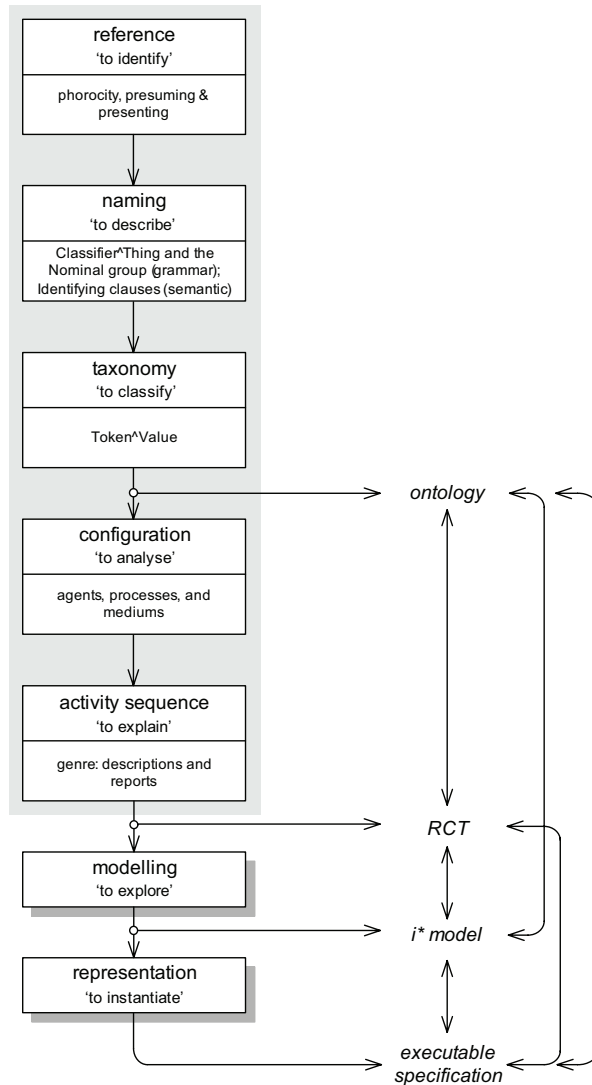 reference
‘to identify’
phorocity, presuming &
presenting
naming
‘to describe’
Classifier^Thing and the
Nominal group (grammar);
Identifying clauses (semantic)
taxonomy
‘to classify’
Token^Value
ontology
configuration
‘to analyse’
agents, processes, and
mediums
activity sequence
‘to explain’
genre: descriptions and
reports
RCT
modelling
‘to explore’
i* model
representation
‘to instantiate’
executable
specification